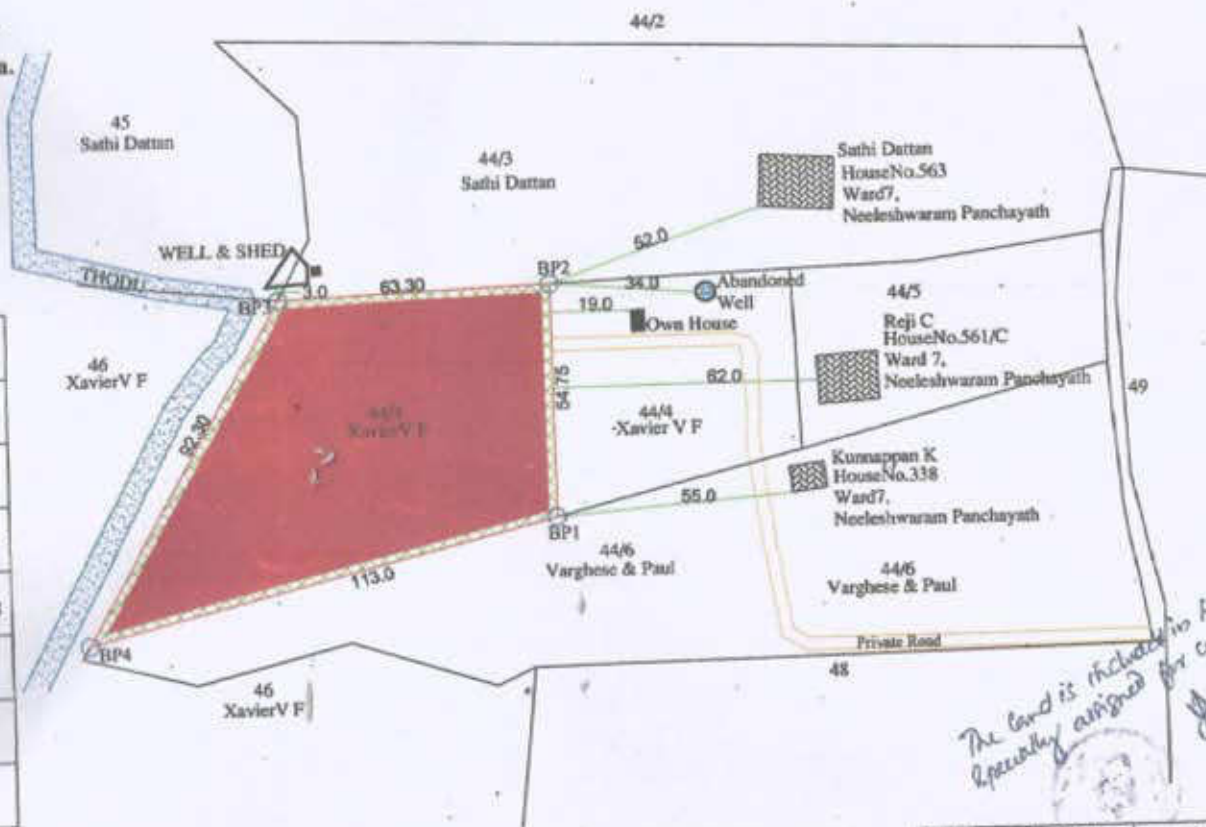 44/2
a.
45
Sathi Dattan
44/3
Sathi Dattan
Sathi Dattan
HouseNo.563
Ward7,
Neeleshwaram Panchayath
WELL & SHED
THODU
BP3
3.0
63.30
BP2
52.0
34.0
Abandoned
Well
19.0
Own House
44/5
Reji C
HouseNo.561/C
Ward 7,
Neeleshwaram Panchayath
46
XavierV F
92.30
XavierV F
54.75
62.0
44/4
-Xavier V F
49
Kunnappan K
HouseNo.338
Ward7,
Neeleshwaram Panchayath
55.0
BP1
113.0
44/6
Varghese & Paul
44/6
Varghese & Paul
BP4
Private Road
46
XavierV F
48
The land is included in
specially assigned for